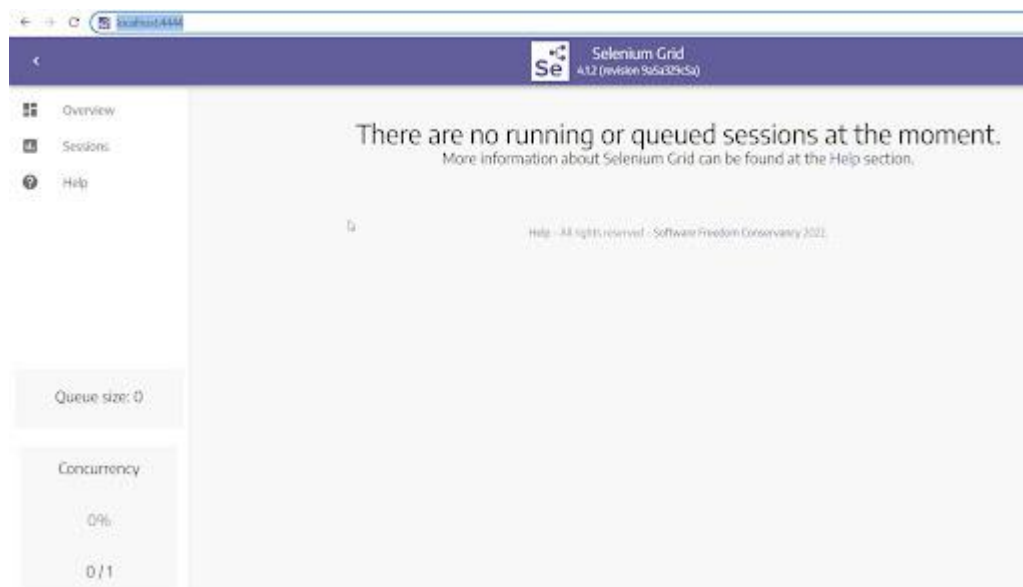 localhost:4444
Selenium Grid
Se
4.1.2 (revision 9a5a329c5a)
Overview
Sessions
Help
There are no running or queued sessions at the moment.
More information about Selenium Grid can be found at the Help section.
Help - All rights reserved - Software Freedom Conservancy 2022.
Queue size: 0
Concurrency
0%
0/1